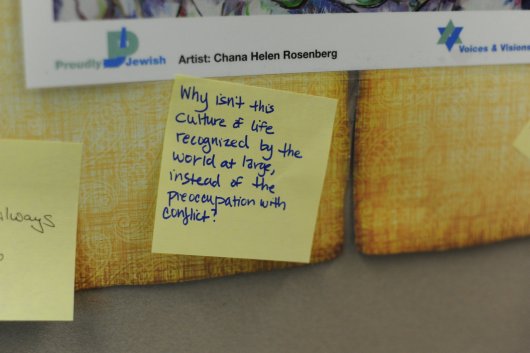 Proudly Jewish
Artist: Chana Helen Rosenberg
Voices & Visions
Why isn't this
culture of life
recognized by the
world at large,
instead of the
preoccupation with
conflict?
Always